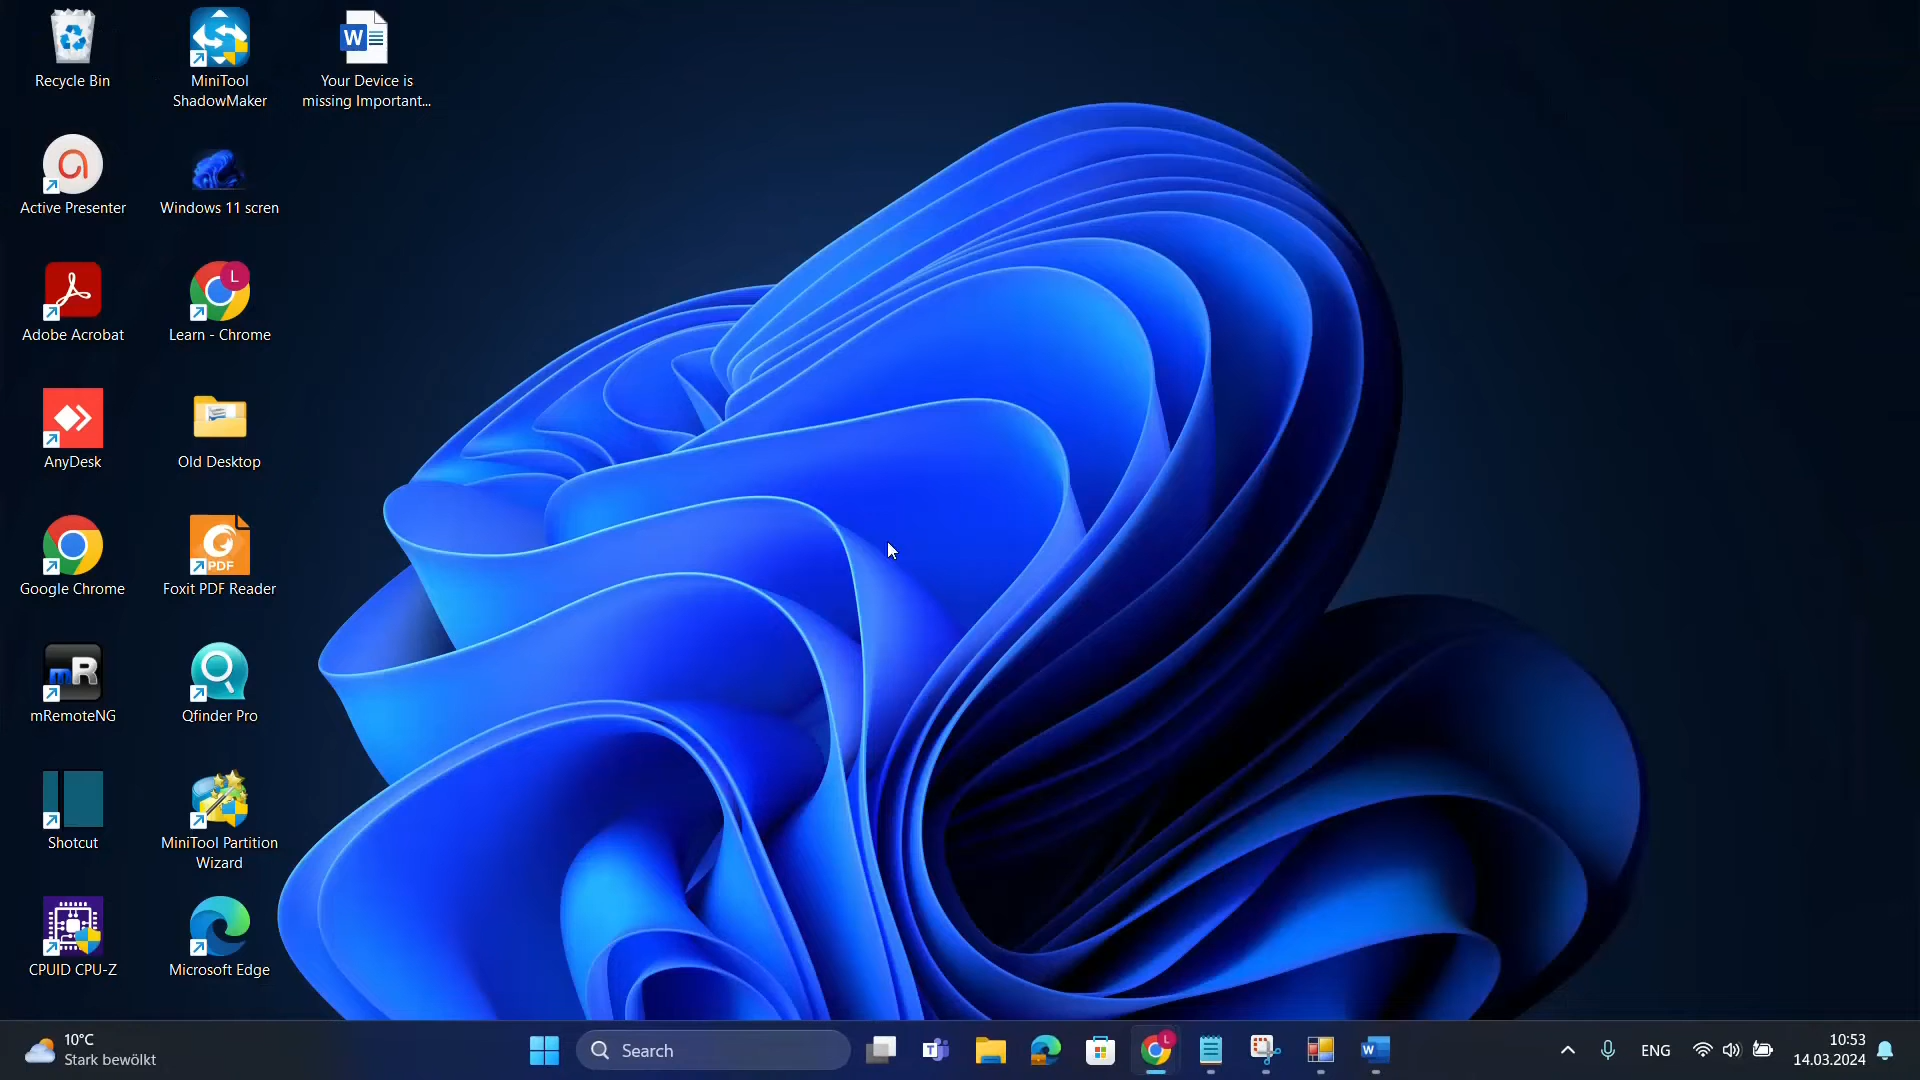 Recycle Bin
MiniTool
ShadowMaker
Your Device is
missing Important...
Active Presenter
Windows 11 scren
Adobe Acrobat
L
Learn - Chrome
AnyDesk
Old Desktop
Google Chrome
PDF
Foxit PDF Reader
mR
mRemoteNG
Qfinder Pro
Shotcut
MiniTool Partition
Wizard
CPUID CPU-Z
Microsoft Edge
W
10°C
Stark bewölkt
Search
T
L
W
ENG
10:53
14.03.2024